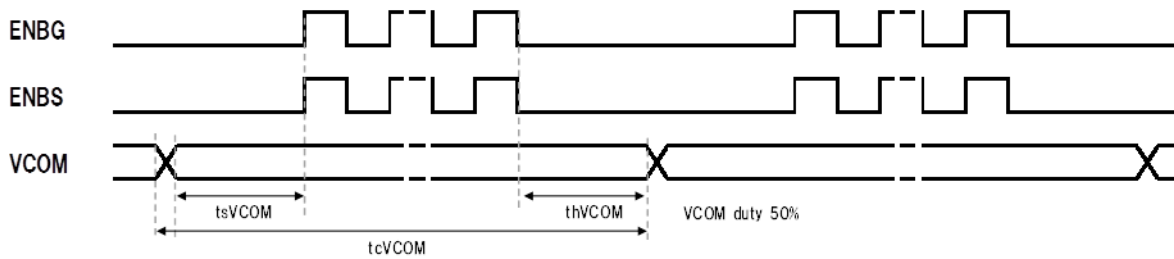 ENBG
ENBS
VCOM
tsVCOM
thVCOM
VCOM duty 50%
tcVCOM